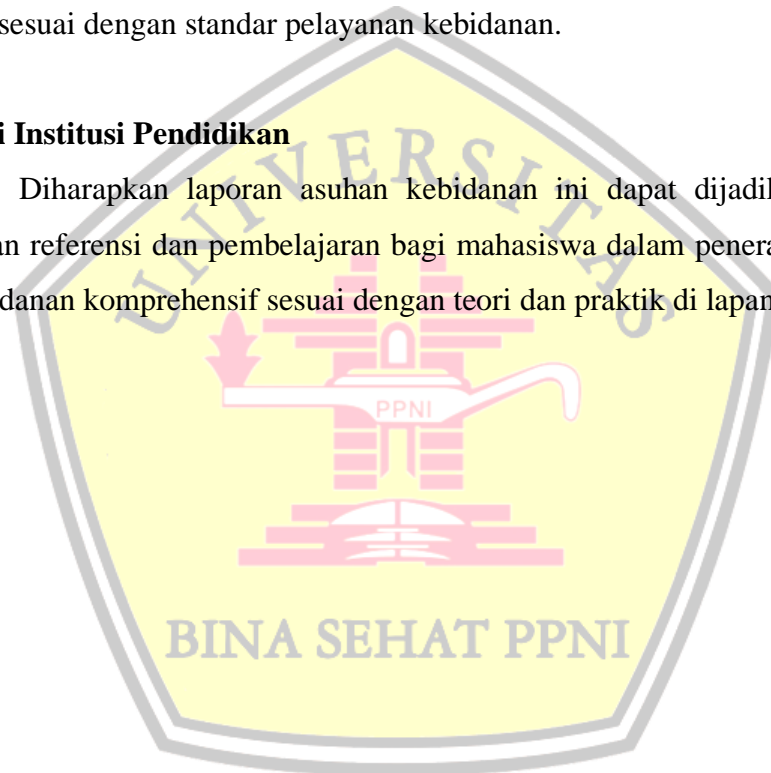 sesuai dengan standar pelayanan kebidanan.
i Institusi Pendidikan
Diharapkan laporan asuhan kebidanan ini dapat dijadik
an referensi dan pembelajaran bagi mahasiswa dalam penera
danan komprehensif sesuai dengan teori dan praktik di lapan
UNIVERSITAS
PPNI
BINA SEHAT PPNI